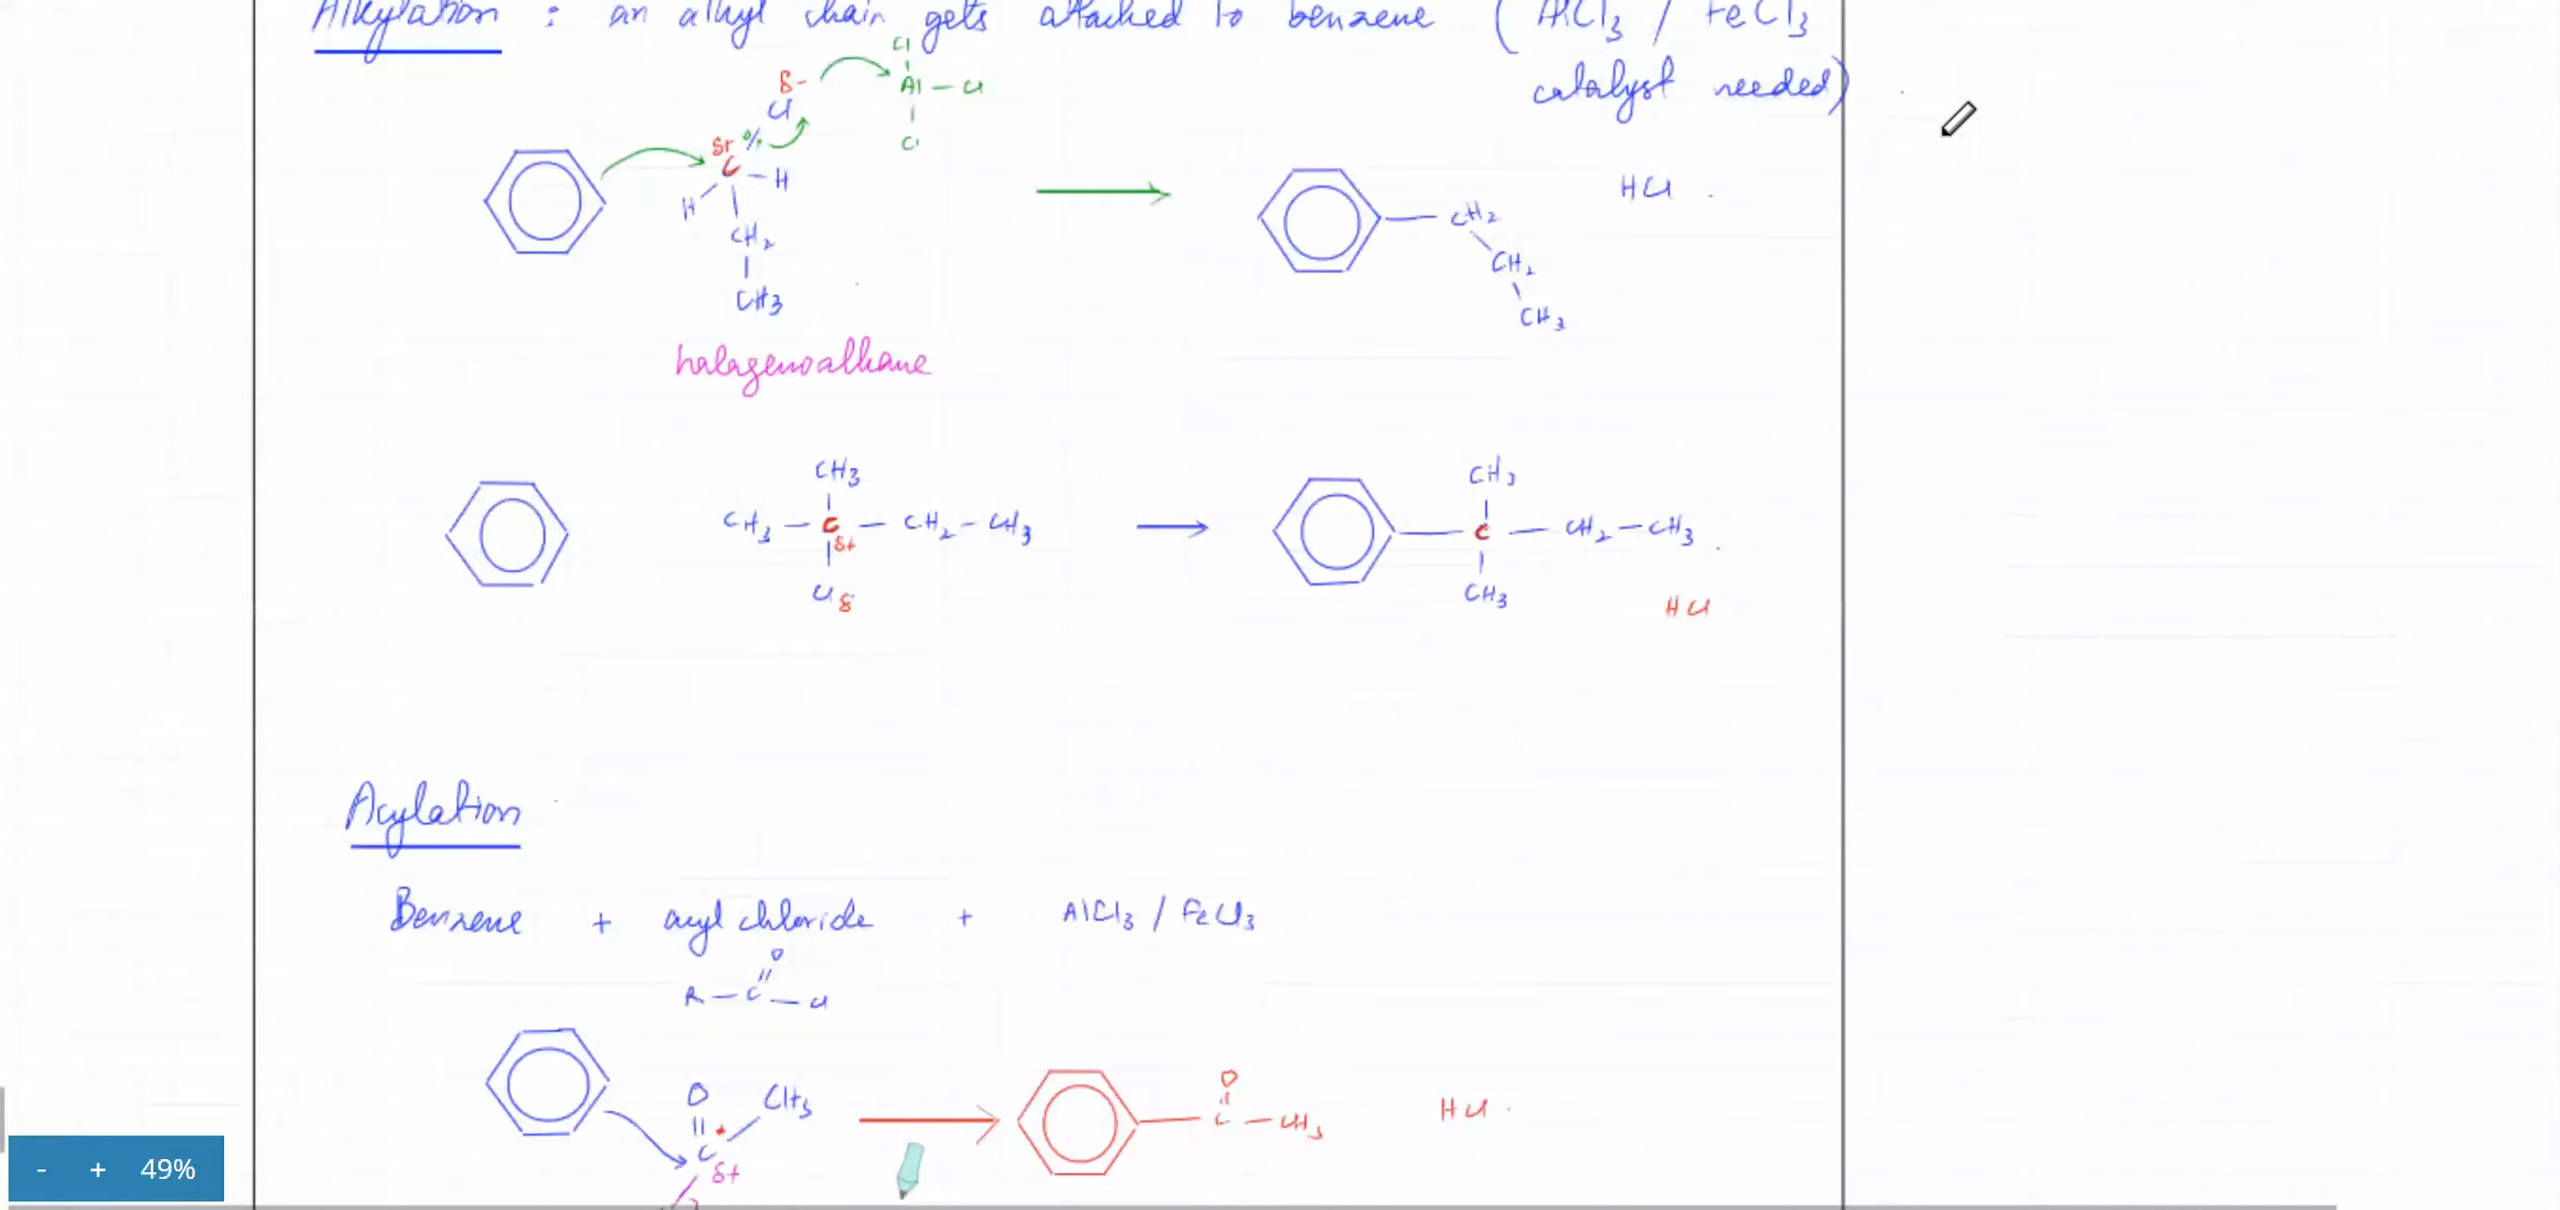 Alkylation : an alkyl chain gets attached to benzene ( AlCl3 / FeCl3
catalyst needed)
Cl
δ-
Al - Cl
Cl
Cl
C - H
H
CH2
CH3
HCl
CH2
CH2
CH3
halogenoalkane
CH3
CH3 - C - CH2 - CH3
δ+
Cl δ-
CH3
C - CH2 - CH3
CH3
HCl
Acylation
Benzene + acyl chloride + AlCl3 / FeCl3
O
R - C - Cl
O
CH3
C
δ+
O
C - CH3
HCl
- + 49%